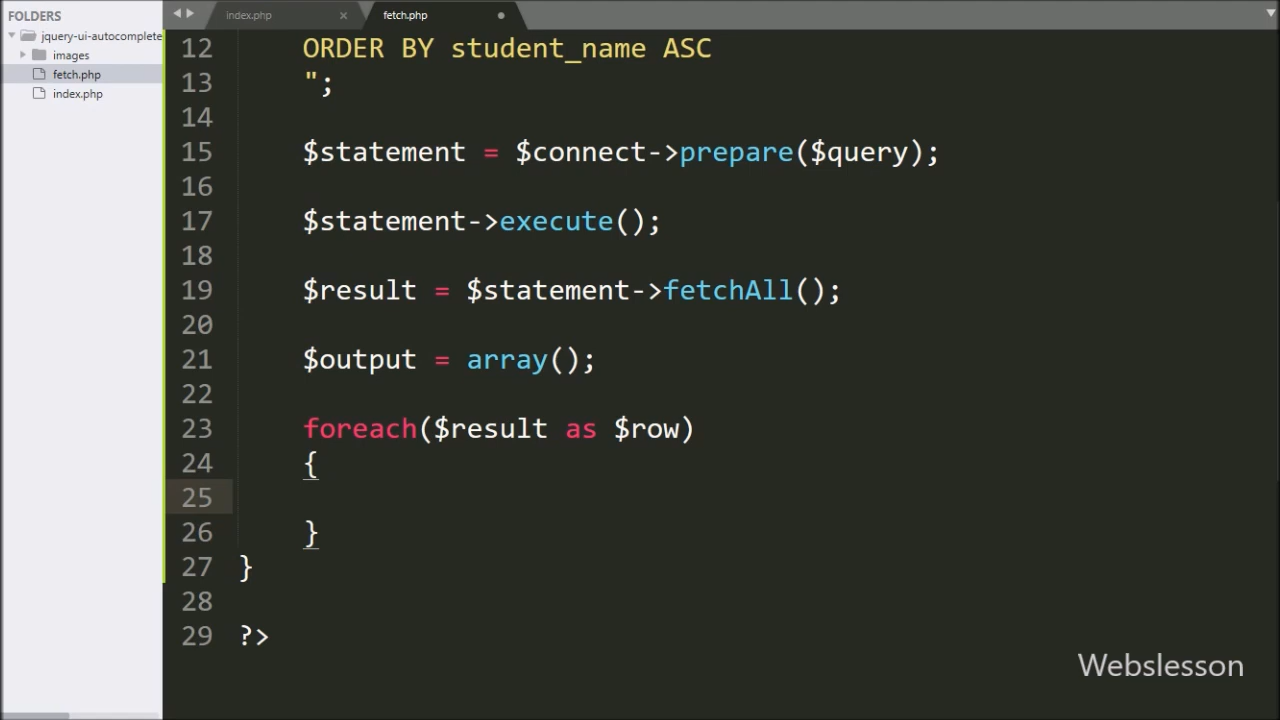 FOLDERS
jquery-ui-autocomplete
images
fetch.php
index.php
index.php
fetch.php
12 ORDER BY student_name ASC
13 ";
14
15 $statement = $connect->prepare($query);
16
17 $statement->execute();
18
19 $result = $statement->fetchAll();
20
21 $output = array();
22
23 foreach($result as $row)
24 {
25
26 }
27 }
28
29 ?>
Webslesson